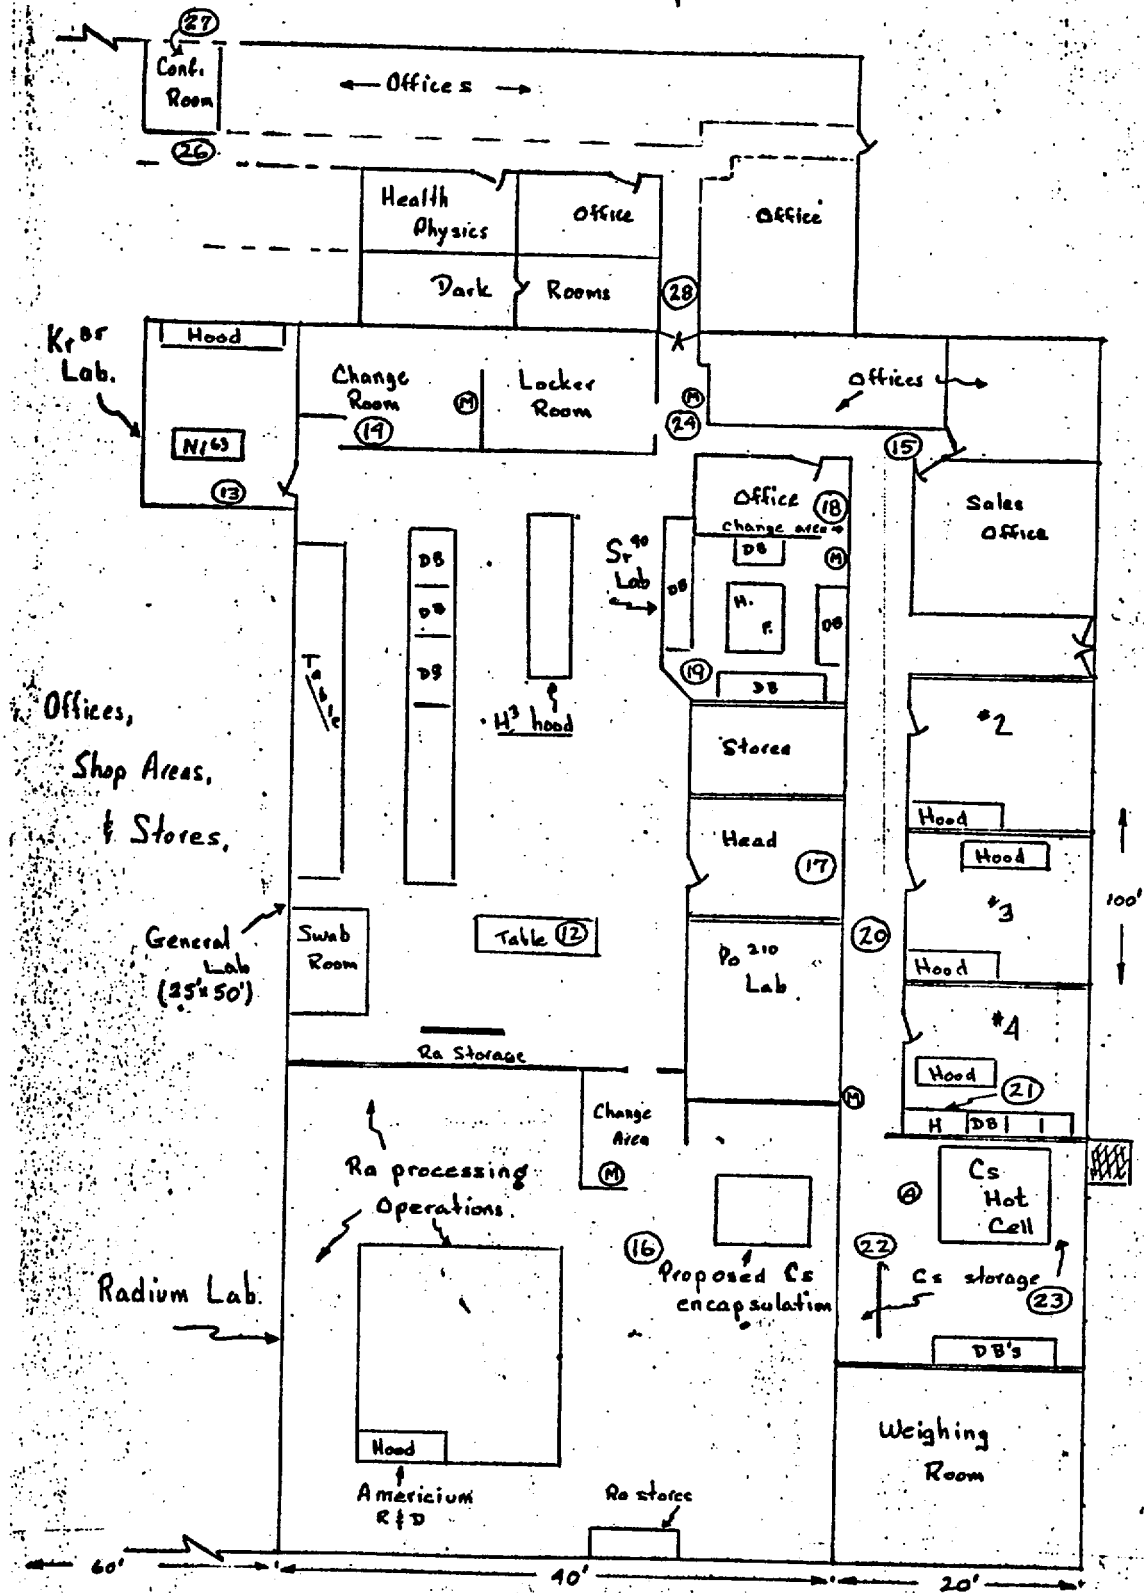 27
Conf.
Room
← Offices →
26
Health
Physics
Office
Office
Dark
Rooms
28
Kr85
Lab.
Hood
Change
Room
M
Locker
Room
M
Offices
14
24
15
Ni63
13
Office
18
Change area
Sales
Office
DB
DB
M
Sr90
Lab
DB
DB
H.
F.
DB
DB
19
DB
Table
H3 hood
Offices,
Shop Areas,
& Stores.
Stores
#2
Hood
Head
17
Hood
#3
100'
General
Lab
(25'x50')
Swab
Room
Table 12
20
Po210
Lab
Hood
#4
Ra Storage
Hood
21
M
Change
Area
M
H
DB
Ra processing
Operations.
Cs
Hot
Cell
A
16
22
Proposed Cs
encapsulation
Cs storage
23
Radium Lab.
DB's
Hood
Americium
R & D
Ra stores
Weighing
Room
60'
40'
20'